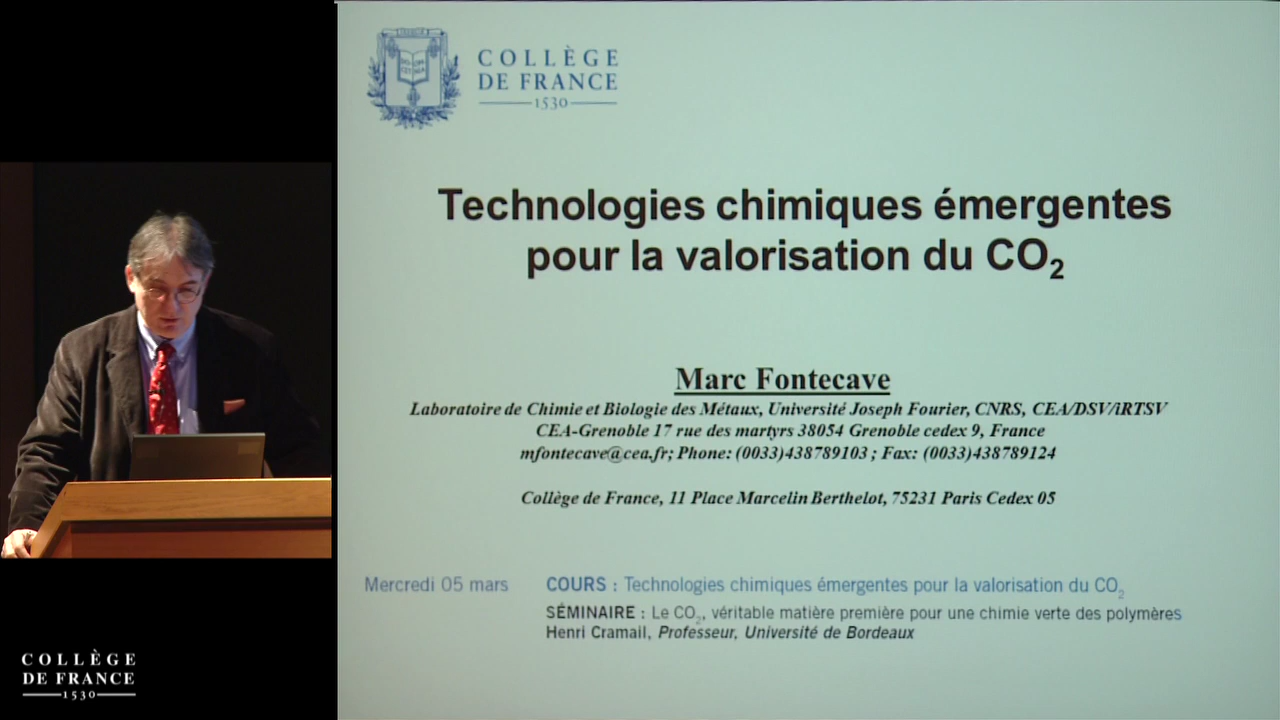 COLLÈGE
DE FRANCE
1530
Technologies chimiques émergentes
pour la valorisation du CO2
Marc Fontecave
Laboratoire de Chimie et Biologie des Métaux, Université Joseph Fourier, CNRS, CEA/DSV/iRTSV
CEA-Grenoble 17 rue des martyrs 38054 Grenoble cedex 9, France
mfontecave@cea.fr; Phone: (0033)438789103 ; Fax: (0033)438789124
Collège de France, 11 Place Marcelin Berthelot, 75231 Paris Cedex 05
Mercredi 05 mars COURS : Technologies chimiques émergentes pour la valorisation du CO2
SÉMINAIRE : Le CO2, véritable matière première pour une chimie verte des polymères
Henri Cramail, Professeur, Université de Bordeaux
COLLÈGE
DE FRANCE
1530